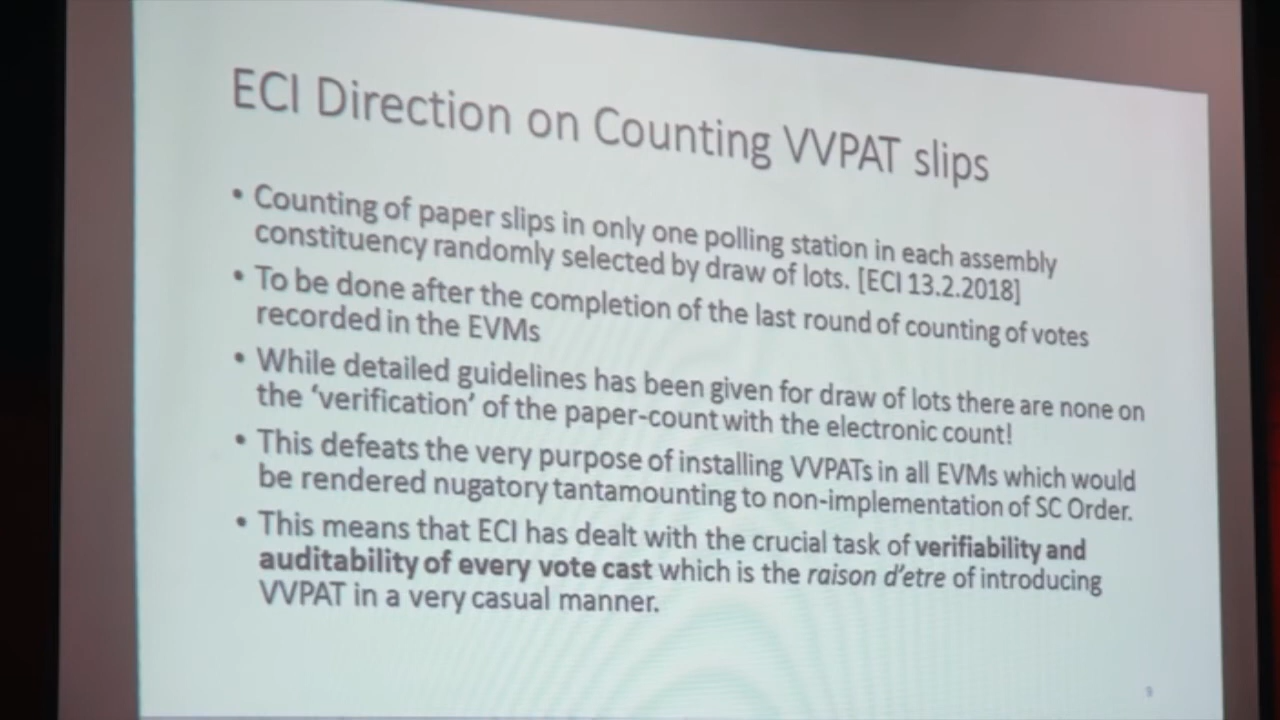 ECI Direction on Counting VVPAT slips
• Counting of paper slips in only one polling station in each assembly
constituency randomly selected by draw of lots. [ECI 13.2.2018]
• To be done after the completion of the last round of counting of votes
recorded in the EVMs
• While detailed guidelines has been given for draw of lots there are none on
the ‘verification’ of the paper-count with the electronic count!
• This defeats the very purpose of installing VVPATs in all EVMs which would
be rendered nugatory tantamounting to non-implementation of SC Order.
• This means that ECI has dealt with the crucial task of verifiability and
auditability of every vote cast which is the raison d’etre of introducing
VVPAT in a very casual manner.
9